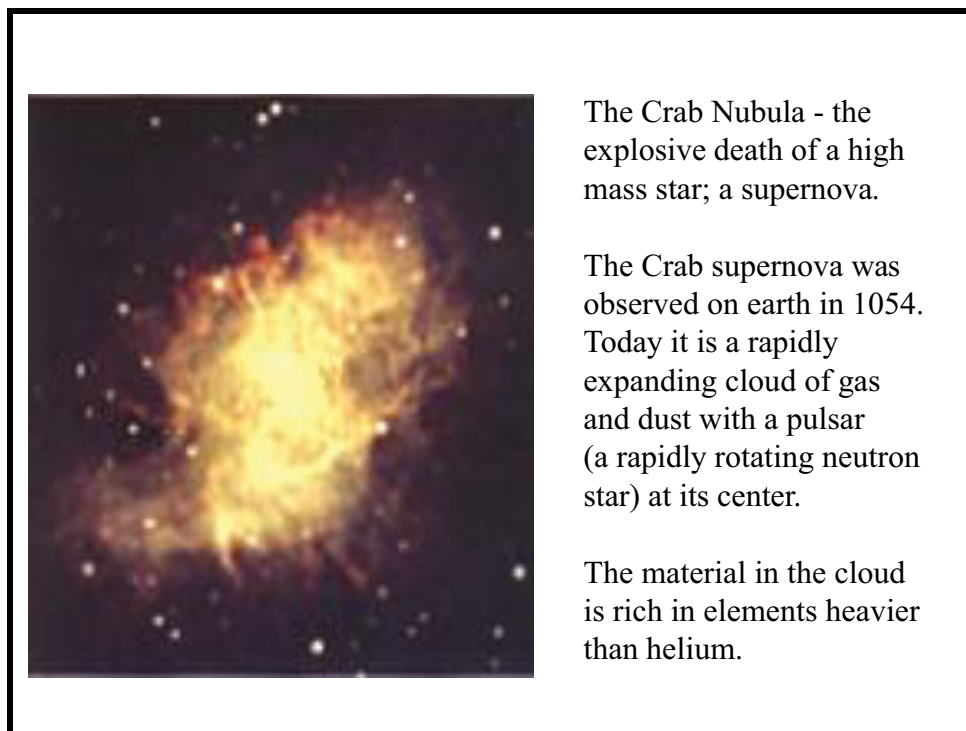 The Crab Nubula - the
explosive death of a high
mass star; a supernova.
The Crab supernova was
observed on earth in 1054.
Today it is a rapidly
expanding cloud of gas
and dust with a pulsar
(a rapidly rotating neutron
star) at its center.
The material in the cloud
is rich in elements heavier
than helium.